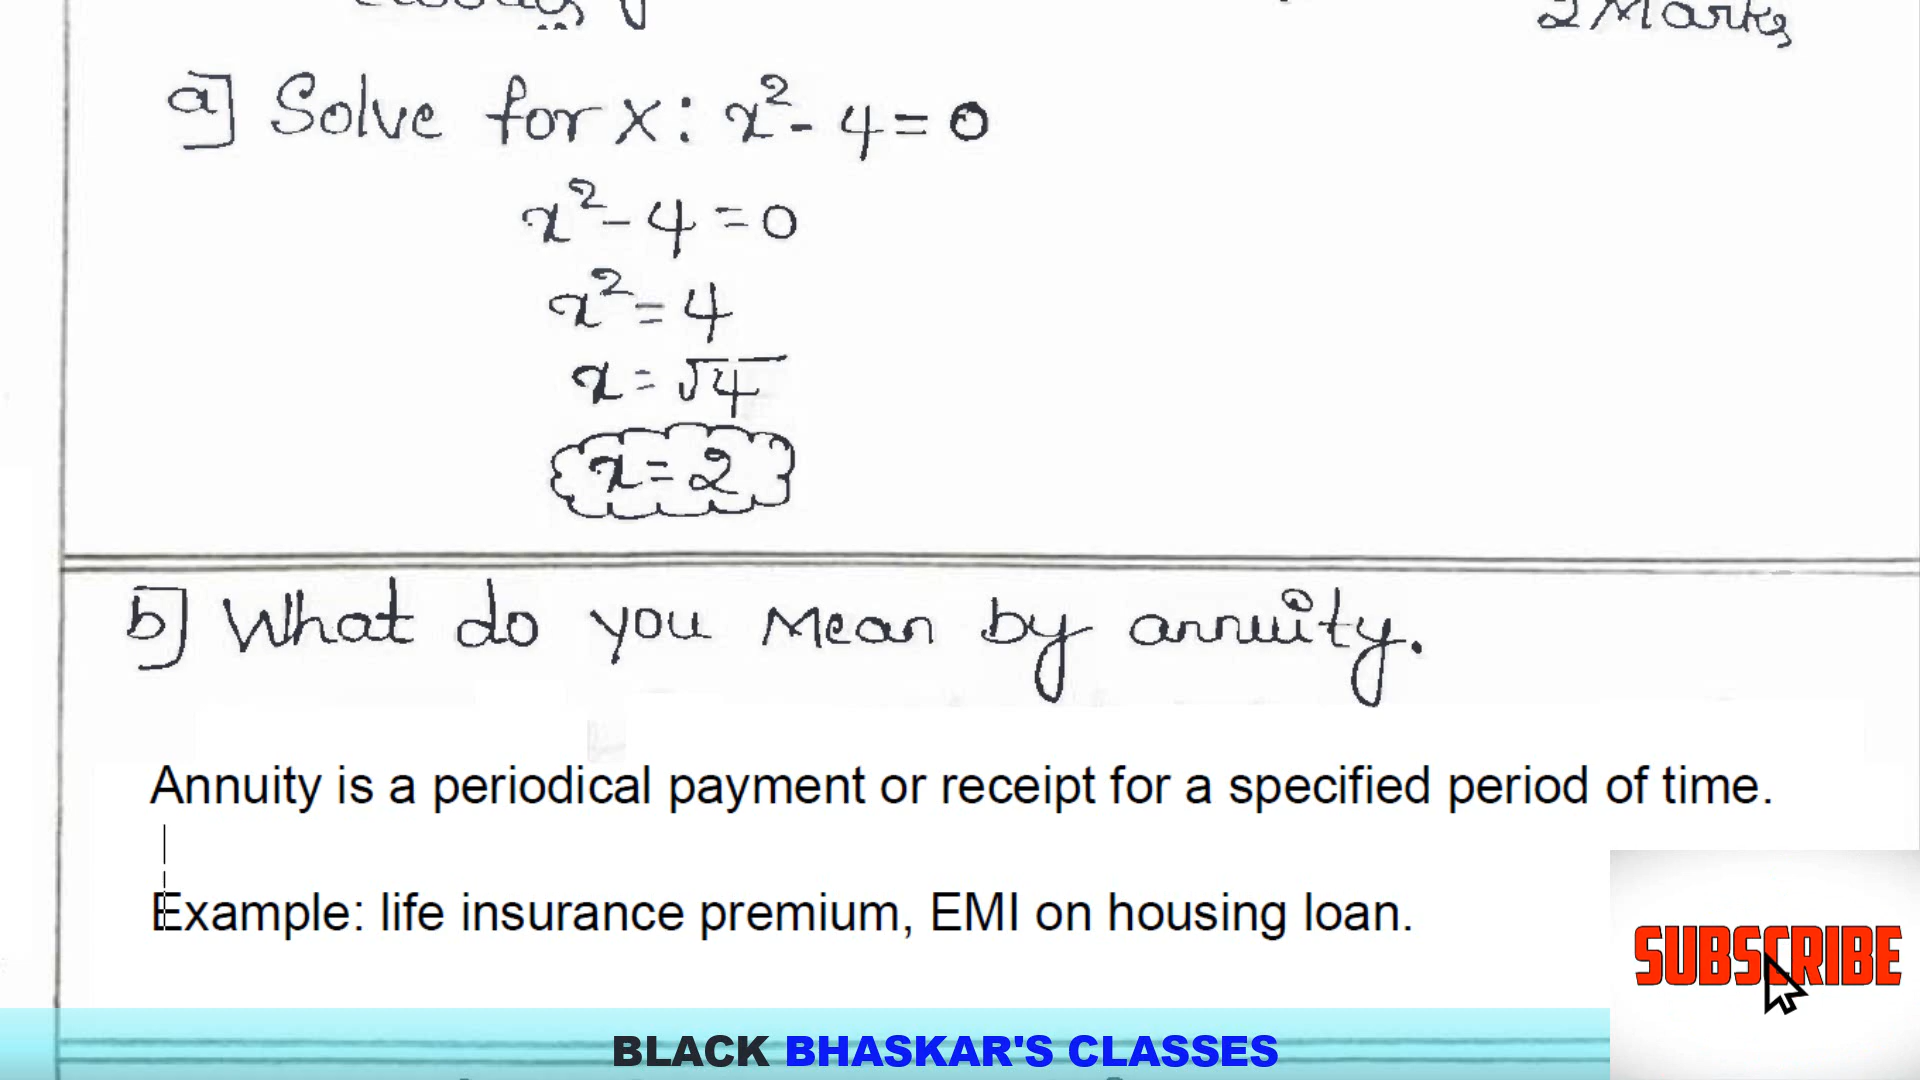 2 Marks
a] Solve for x: x² - 4 = 0
x² - 4 = 0
x² = 4
x = √4
x = 2
b] What do you Mean by annuity.
Annuity is a periodical payment or receipt for a specified period of time.
Example: life insurance premium, EMI on housing loan.
SUBSCRIBE
BLACK BHASKAR'S CLASSES